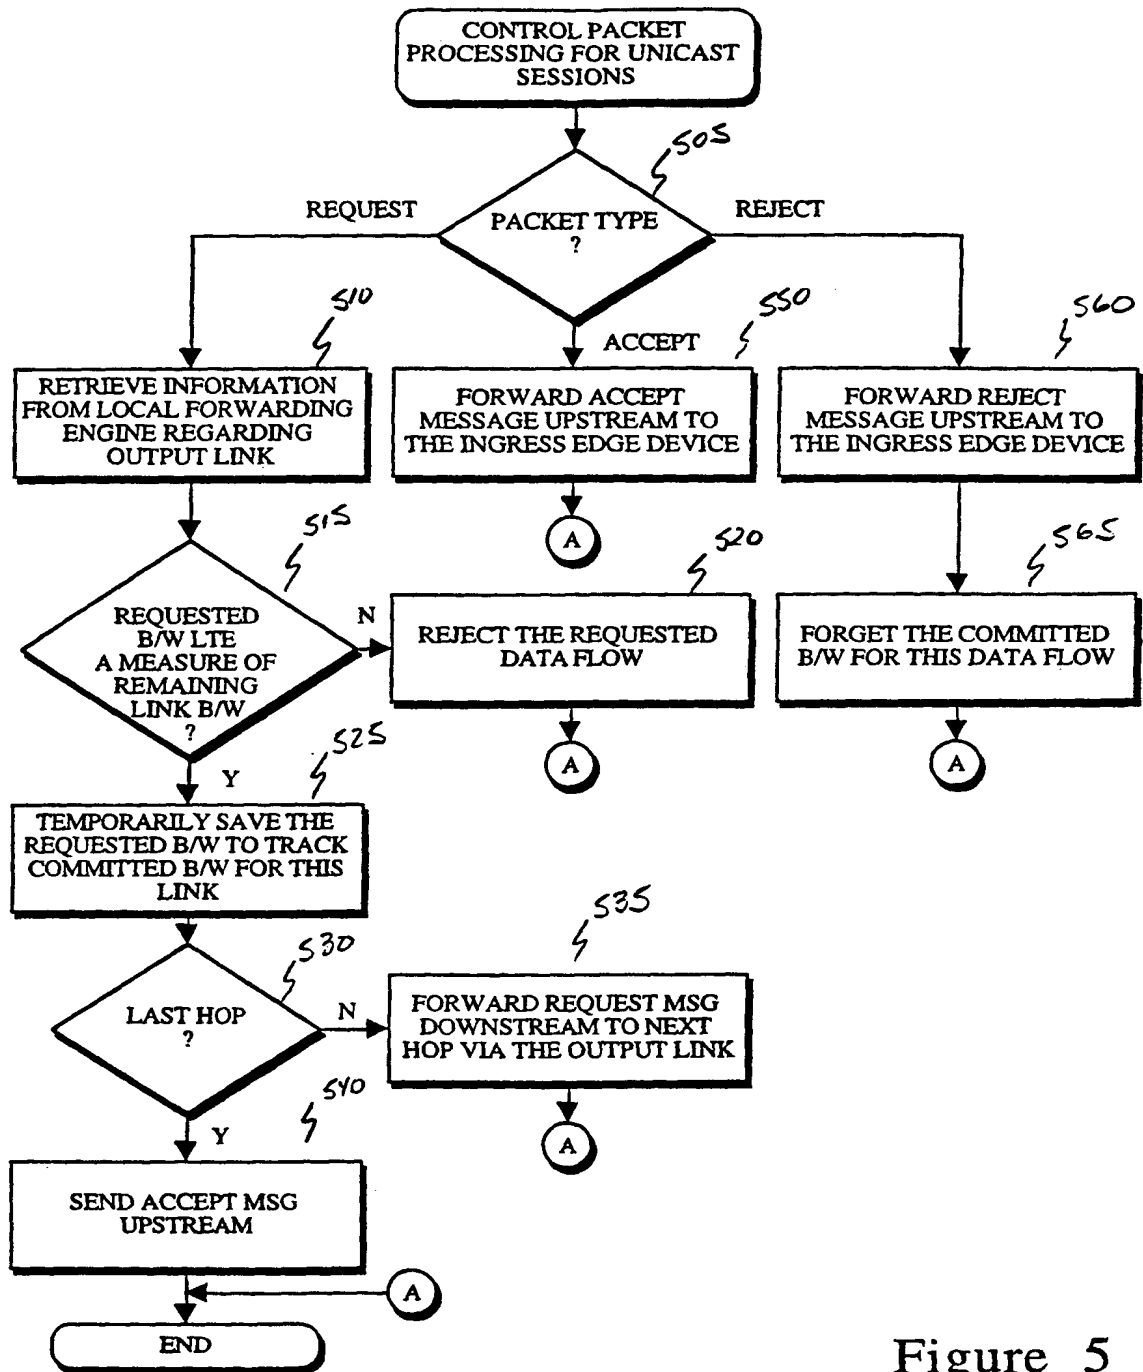 CONTROL PACKET
PROCESSING FOR UNICAST
SESSIONS
505
REQUEST
PACKET TYPE
?
REJECT
ACCEPT
510
RETRIEVE INFORMATION
FROM LOCAL FORWARDING
ENGINE REGARDING
OUTPUT LINK
550
FORWARD ACCEPT
MESSAGE UPSTREAM TO
THE INGRESS EDGE DEVICE
A
560
FORWARD REJECT
MESSAGE UPSTREAM TO
THE INGRESS EDGE DEVICE
515
REQUESTED
B/W LTE
A MEASURE OF
REMAINING
LINK B/W
?
N
Y
520
REJECT THE REQUESTED
DATA FLOW
A
565
FORGET THE COMMITTED
B/W FOR THIS DATA FLOW
A
525
TEMPORARILY SAVE THE
REQUESTED B/W TO TRACK
COMMITTED B/W FOR THIS
LINK
530
LAST HOP
?
N
Y
535
FORWARD REQUEST MSG
DOWNSTREAM TO NEXT
HOP VIA THE OUTPUT LINK
A
540
SEND ACCEPT MSG
UPSTREAM
A
END
Figure 5